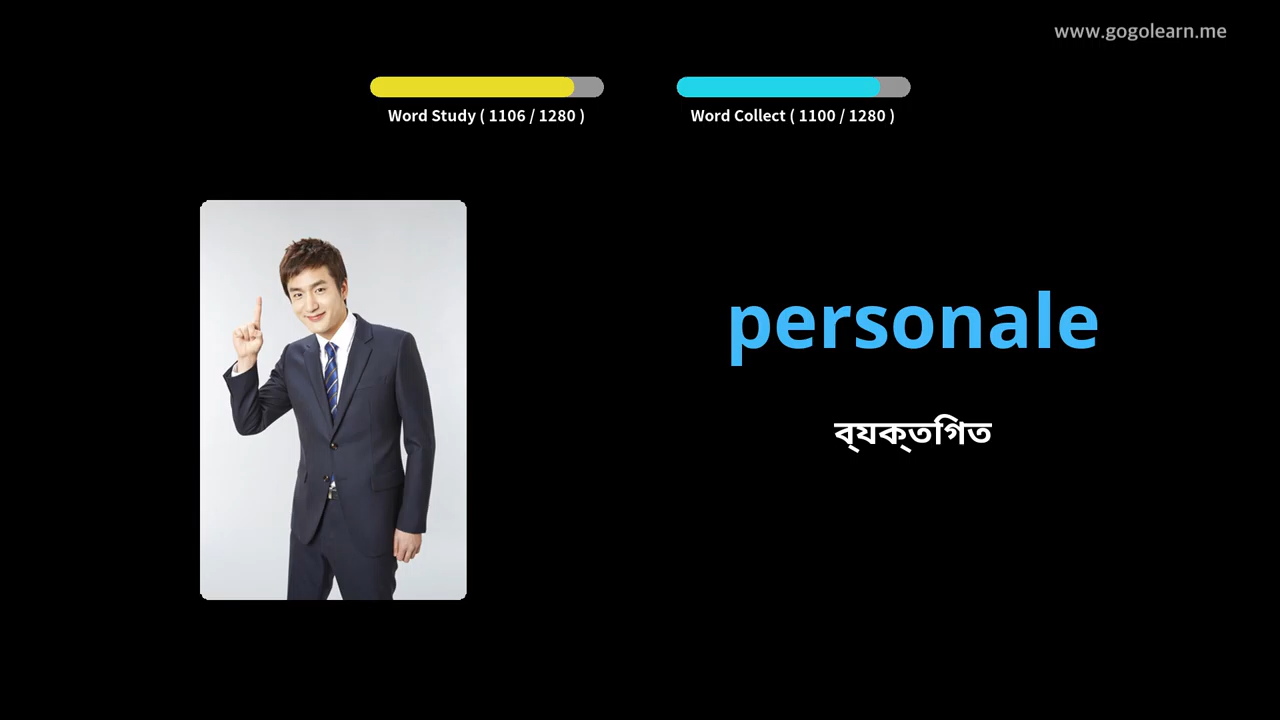 www.gogolearn.me
Word Study ( 1106 / 1280 )
Word Collect ( 1100 / 1280 )
personale
ব্যক্তিগত